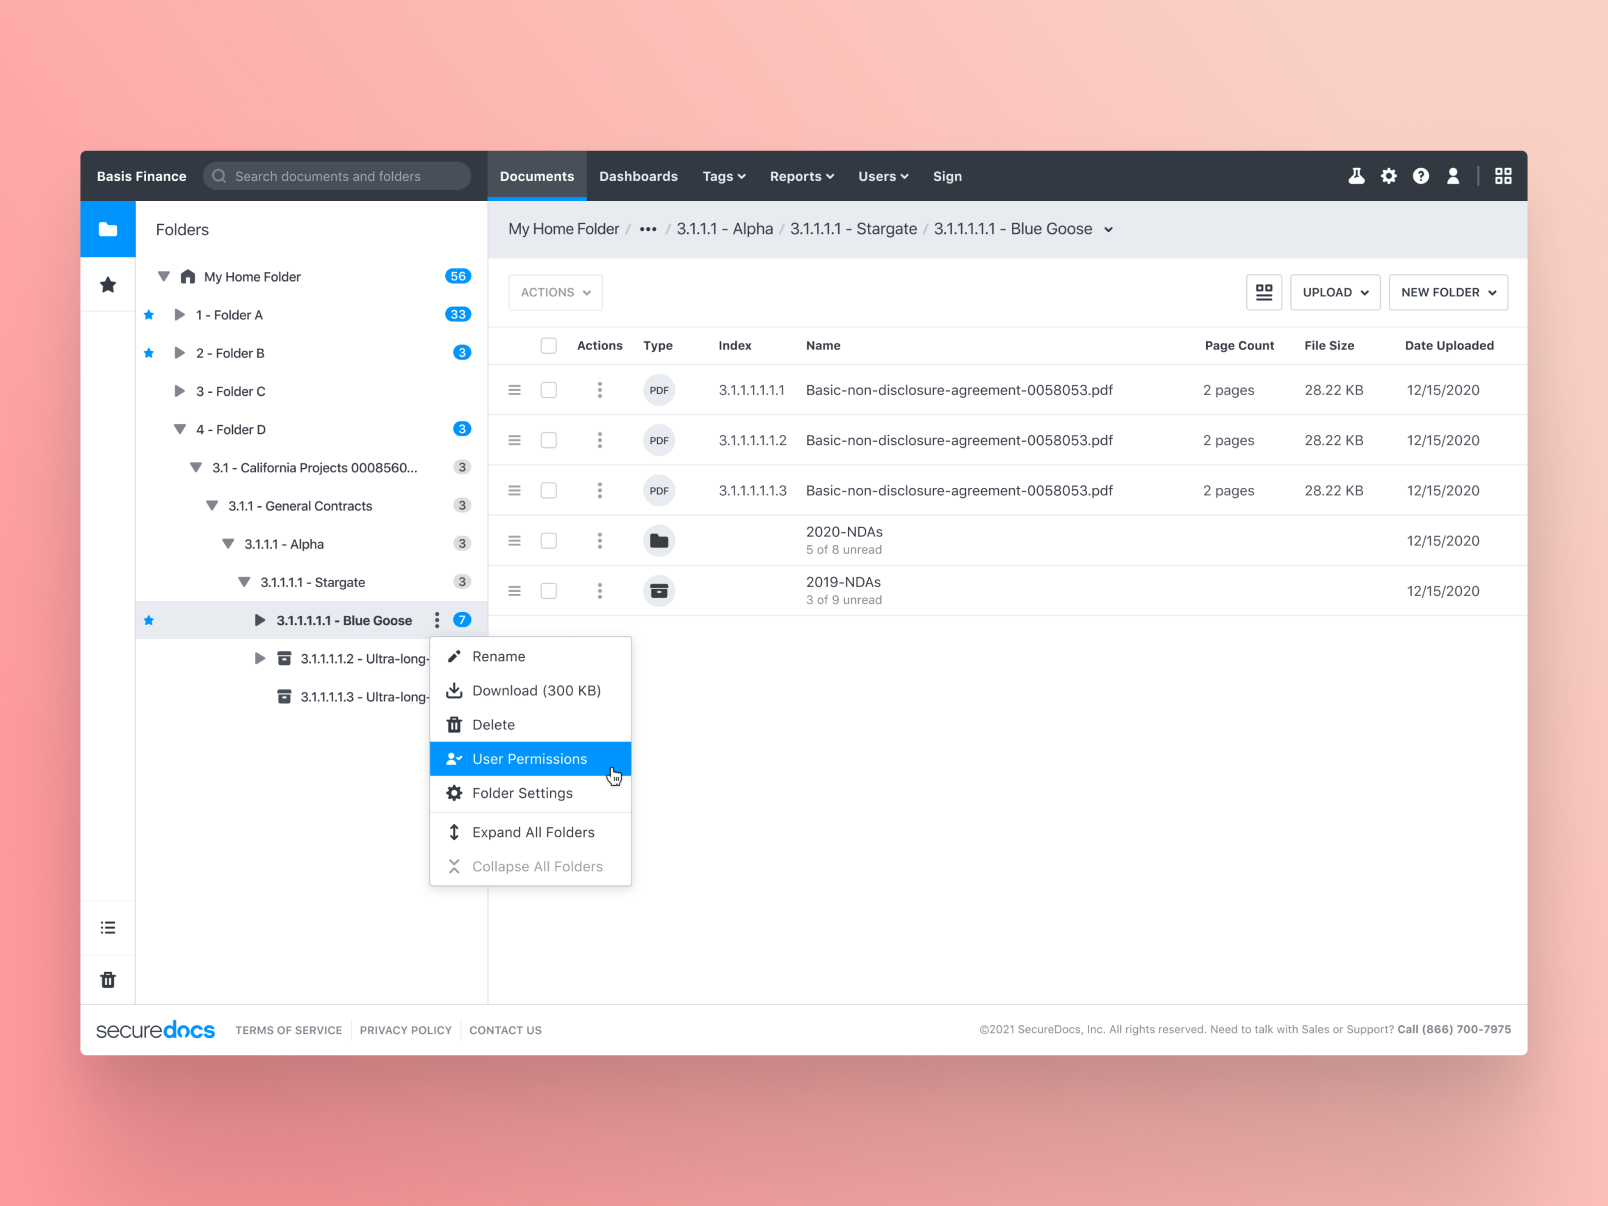 Basis Finance
Search documents and folders
Documents
Dashboards
Tags
Reports
Users
Sign
Folders
My Home Folder 56
1 - Folder A 33
2 - Folder B 3
3 - Folder C
4 - Folder D 3
3.1 - California Projects 0008560... 3
3.1.1 - General Contracts 3
3.1.1.1 - Alpha 3
3.1.1.1.1 - Stargate 3
3.1.1.1.1.1 - Blue Goose 7
3.1.1.1.1.2 - Ultra-long-
3.1.1.1.1.3 - Ultra-long-
Rename
Download (300 KB)
Delete
User Permissions
Folder Settings
Expand All Folders
Collapse All Folders
My Home Folder / ••• / 3.1.1.1 - Alpha / 3.1.1.1.1 - Stargate / 3.1.1.1.1.1 - Blue Goose
ACTIONS
UPLOAD
NEW FOLDER
Actions Type Index Name Page Count File Size Date Uploaded
PDF 3.1.1.1.1.1.1 Basic-non-disclosure-agreement-0058053.pdf 2 pages 28.22 KB 12/15/2020
PDF 3.1.1.1.1.1.2 Basic-non-disclosure-agreement-0058053.pdf 2 pages 28.22 KB 12/15/2020
PDF 3.1.1.1.1.1.3 Basic-non-disclosure-agreement-0058053.pdf 2 pages 28.22 KB 12/15/2020
2020-NDAs 12/15/2020
5 of 8 unread
2019-NDAs 12/15/2020
3 of 9 unread
securedocs
TERMS OF SERVICE
PRIVACY POLICY
CONTACT US
©2021 SecureDocs, Inc. All rights reserved. Need to talk with Sales or Support? Call (866) 700-7975